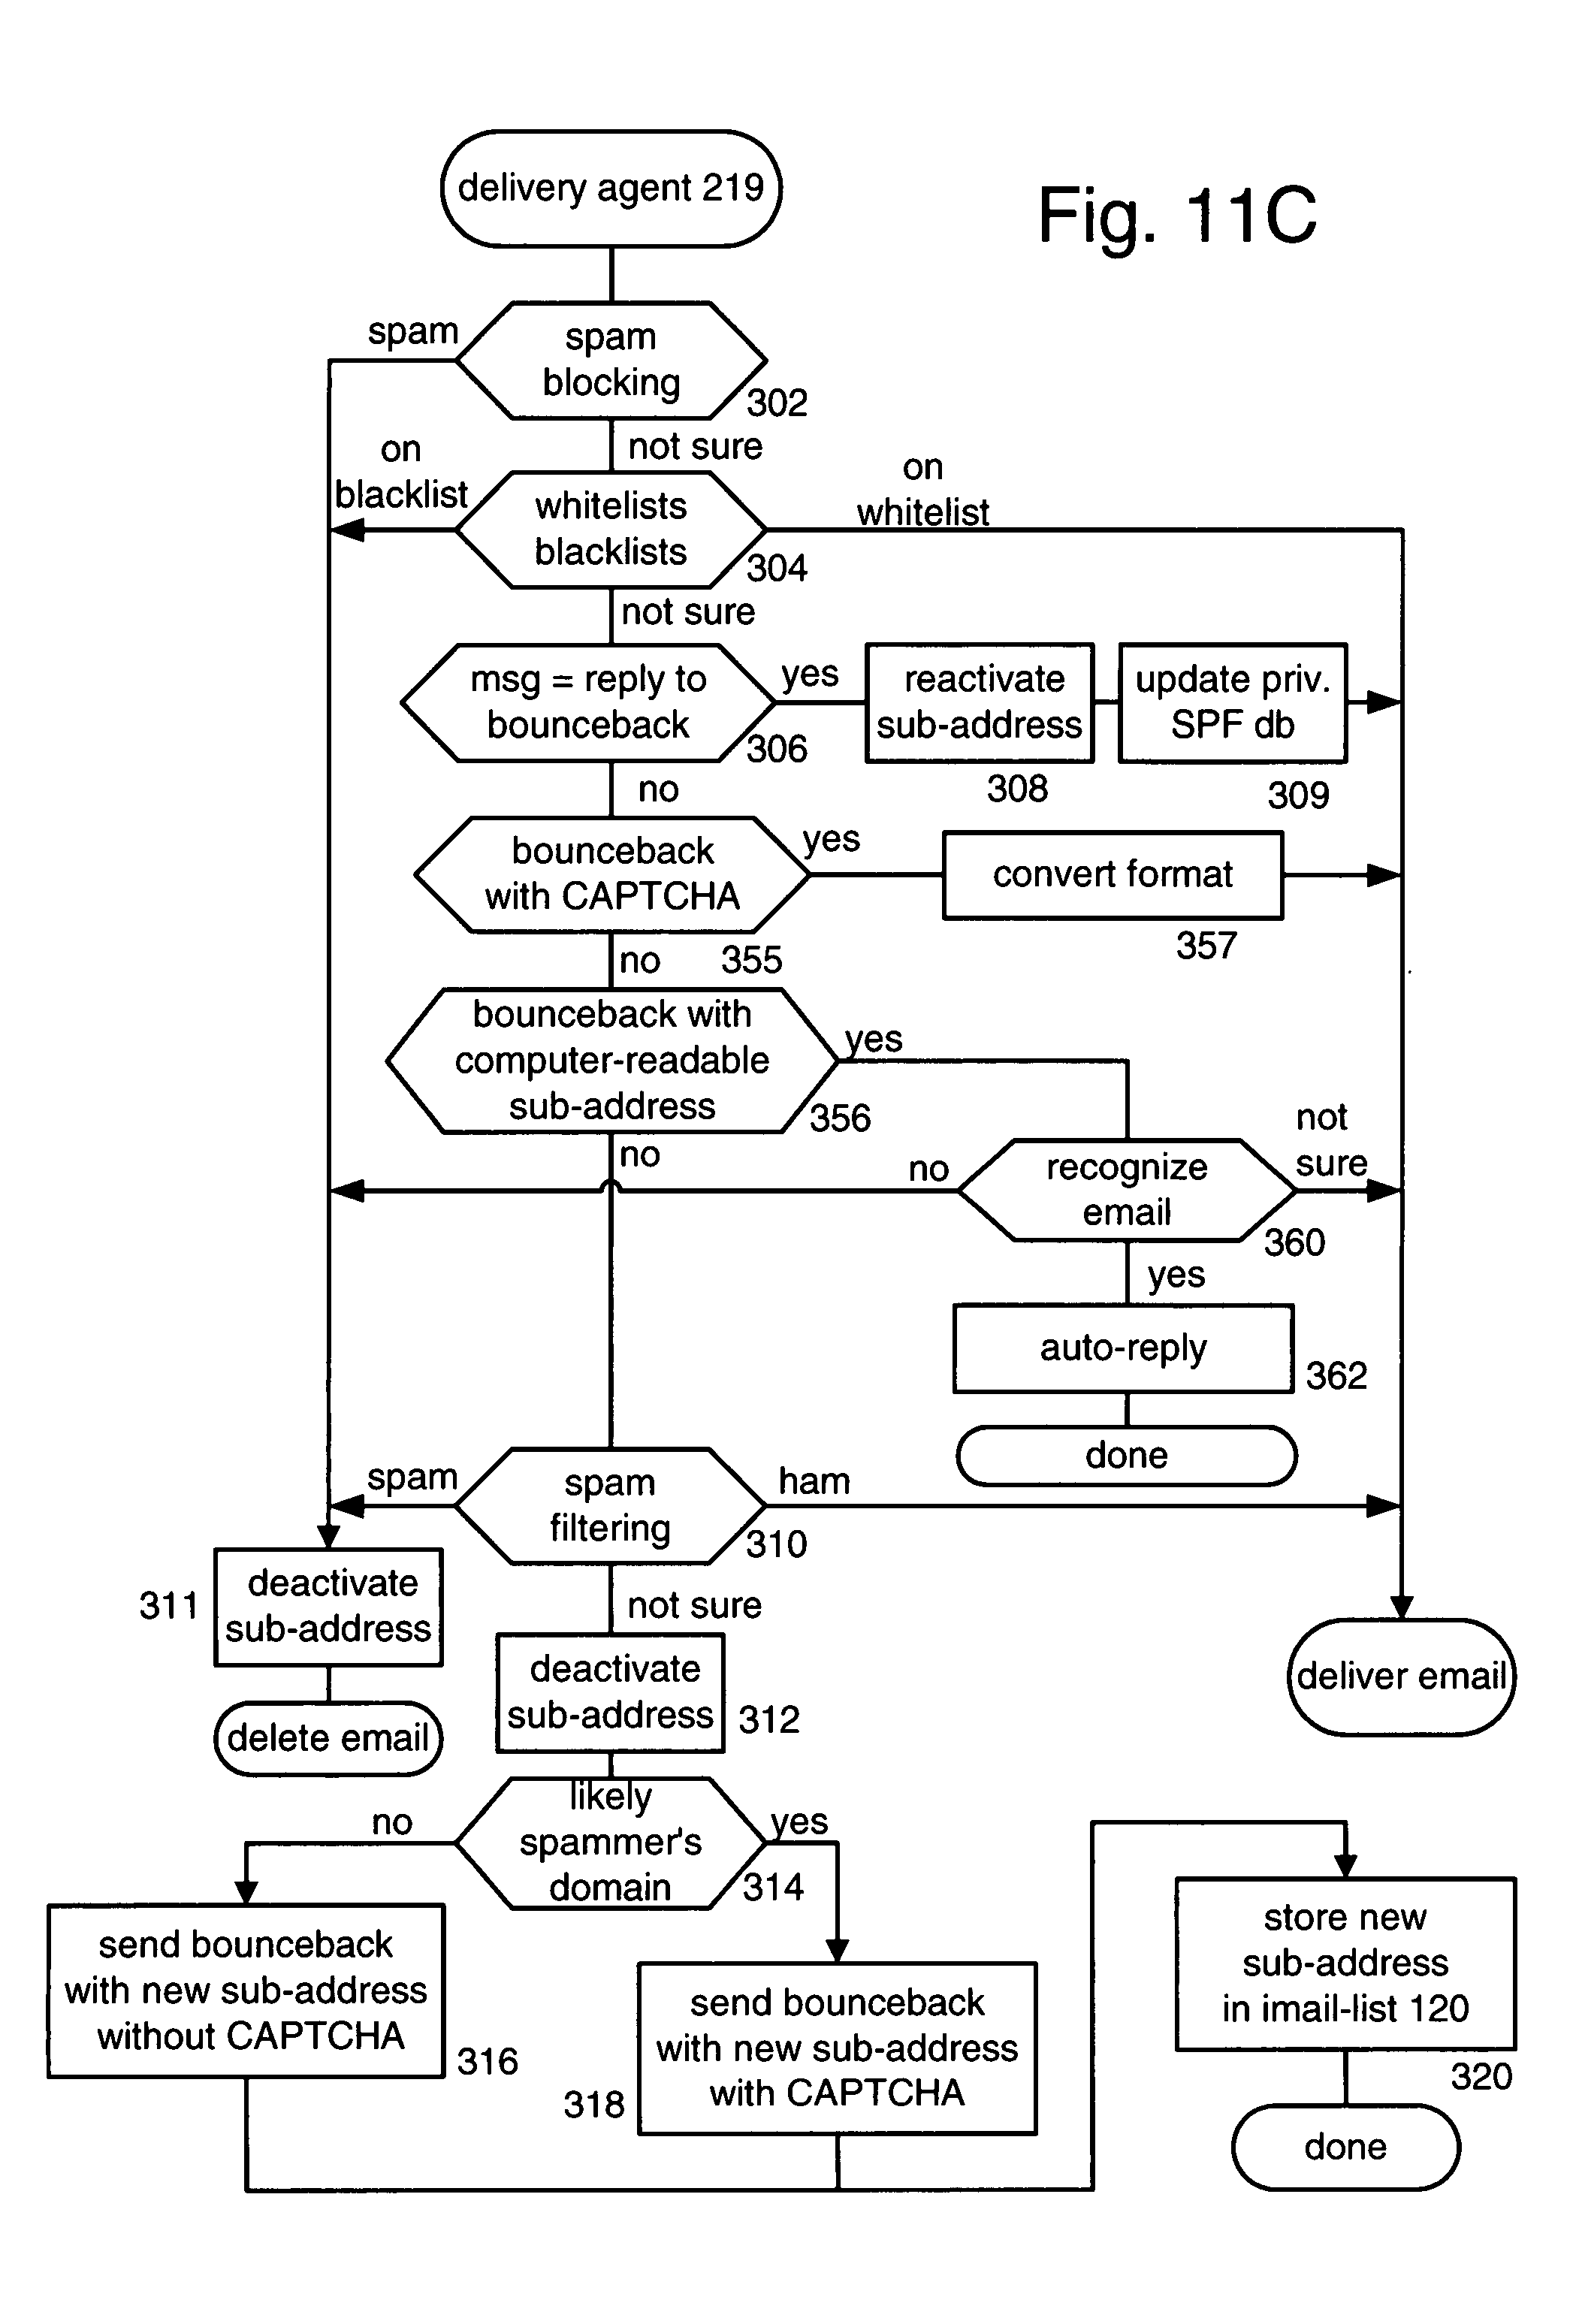 delivery agent 219
Fig. 11C
spam
spam
blocking
302
not sure
on
blacklist
whitelists
blacklists
304
on
whitelist
not sure
msg = reply to
bounceback
306
yes
reactivate
sub-address
308
update priv.
SPF db
309
no
bounceback
with CAPTCHA
355
yes
convert format
357
no
bounceback with
computer-readable
sub-address
356
yes
no
no
recognize
email
360
not
sure
yes
auto-reply
362
done
spam
spam
filtering
310
ham
311
deactivate
sub-address
delete email
not sure
deactivate
sub-address
312
deliver email
no
likely
spammer's
domain
314
yes
send bounceback
with new sub-address
without CAPTCHA
316
send bounceback
with new sub-address
with CAPTCHA
318
store new
sub-address
in imail-list 120
320
done